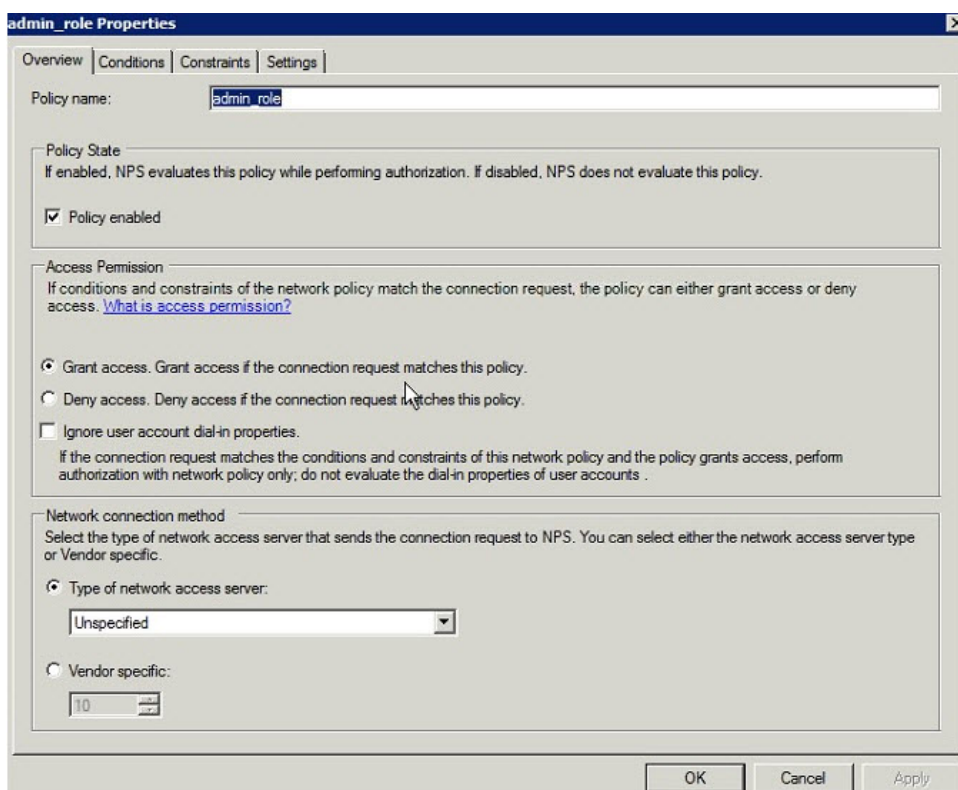 admin_role Properties
Overview
Conditions
Constraints
Settings
Policy name:
admin_role
Policy State
If enabled, NPS evaluates this policy while performing authorization. If disabled, NPS does not evaluate this policy.
Policy enabled
Access Permission
If conditions and constraints of the network policy match the connection request, the policy can either grant access or deny
access. What is access permission?
Grant access. Grant access if the connection request matches this policy.
Deny access. Deny access if the connection request matches this policy.
Ignore user account dial-in properties.
If the connection request matches the conditions and constraints of this network policy and the policy grants access, perform
authorization with network policy only; do not evaluate the dial-in properties of user accounts .
Network connection method
Select the type of network access server that sends the connection request to NPS. You can select either the network access server type
or Vendor specific.
Type of network access server:
Unspecified
Vendor specific:
10
OK
Cancel
Apply